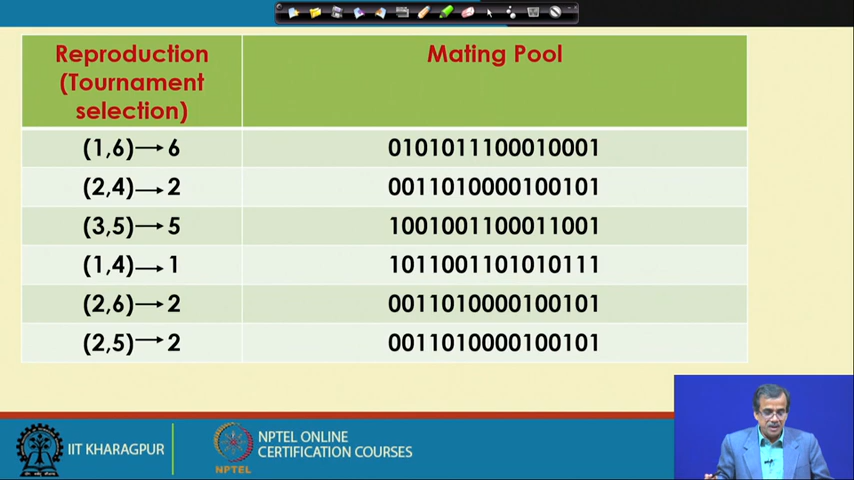 Reproduction
(Tournament
selection)
Mating Pool
(1,6)→6 0101011100010001
(2,4)→2 0011010000100101
(3,5)→5 1001001100011001
(1,4)→1 1011001101010111
(2,6)→2 0011010000100101
(2,5)→2 0011010000100101
IIT KHARAGPUR
NPTEL
NPTEL ONLINE
CERTIFICATION COURSES